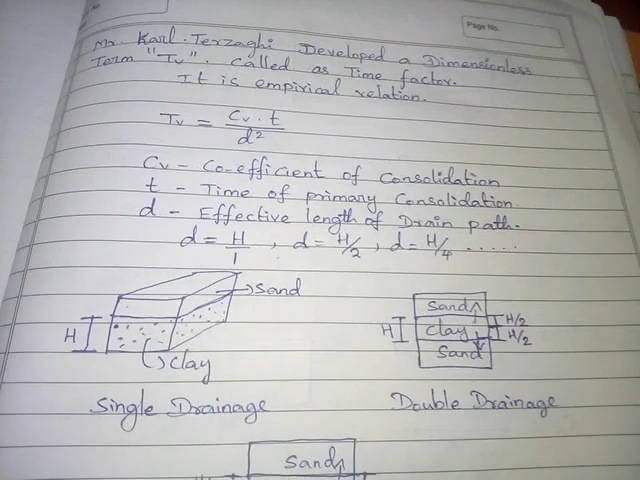 Page No.
Mr. Karl. Terzaghi Developed a Dimensionless
Term "Tv". called as Time factor.
It is empirical relation.
Tv = Cv . t / d²
Cv - Co-efficient of Consolidation
t - Time of primary Consolidation.
d - Effective length of Drain path.
d = H/1 , d = H/2 , d = H/4 ......
Sand
H
Clay
Single Drainage
Sand
H/2
H
Clay
H/2
Sand
Double Drainage
Sand